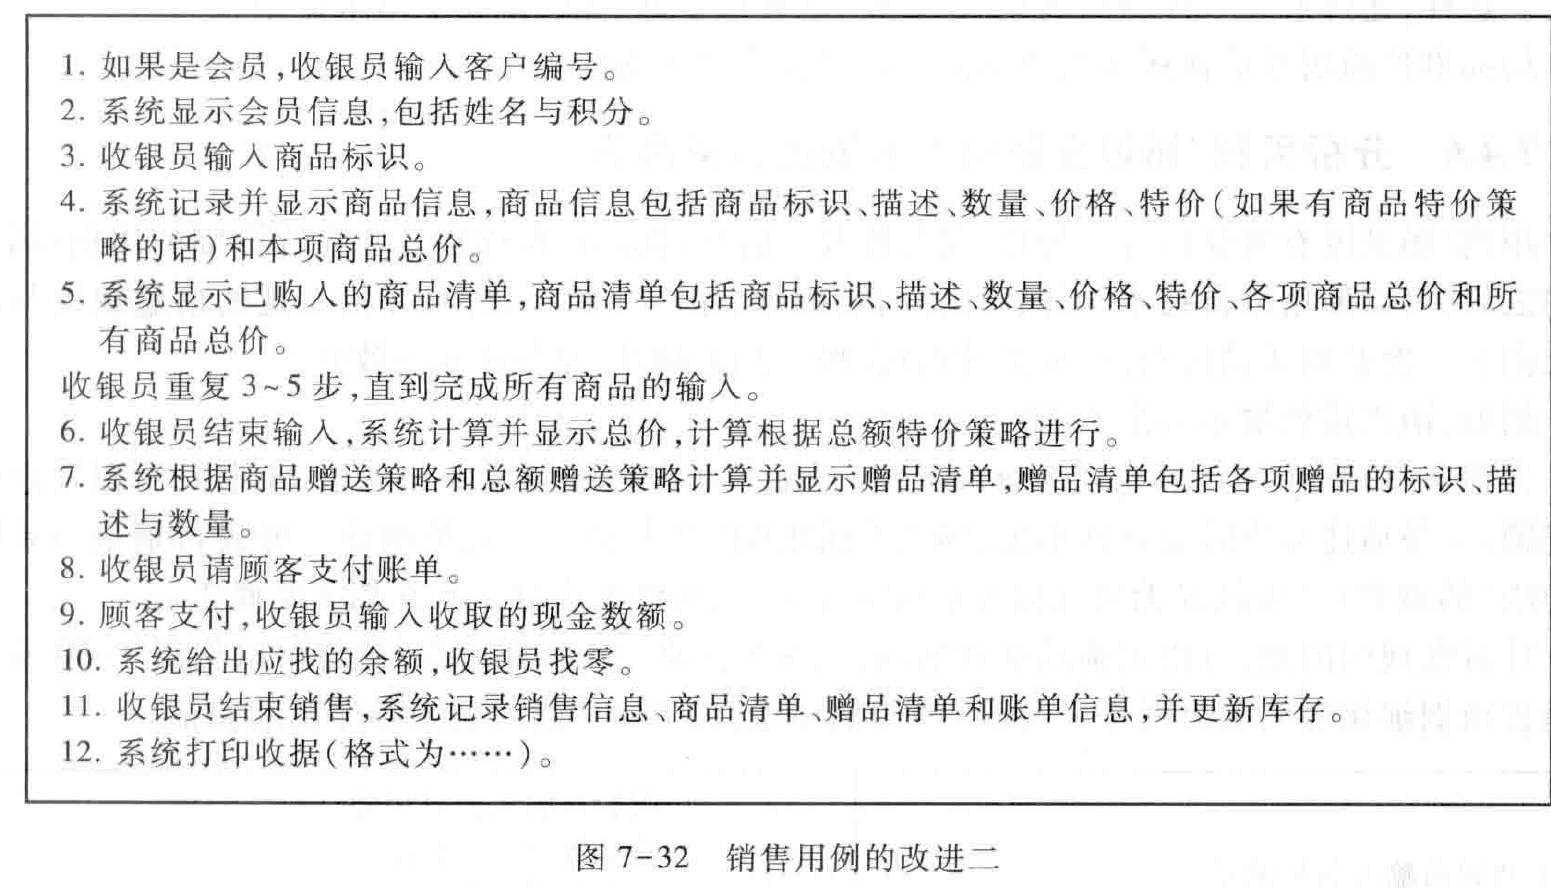 1. 如果是会员,收银员输入客户编号。
2. 系统显示会员信息,包括姓名与积分。
3. 收银员输入商品标识。
4. 系统记录并显示商品信息,商品信息包括商品标识、描述、数量、价格、特价(如果有商品特价策
略的话)和本项商品总价。
5. 系统显示已购入的商品清单,商品清单包括商品标识、描述、数量、价格、特价、各项商品总价和所
有商品总价。
收银员重复 3~5 步,直到完成所有商品的输入。
6. 收银员结束输入,系统计算并显示总价,计算根据总额特价策略进行。
7. 系统根据商品赠送策略和总额赠送策略计算并显示赠品清单,赠品清单包括各项赠品的标识、描
述与数量。
8. 收银员请顾客支付账单。
9. 顾客支付,收银员输入收取的现金数额。
10. 系统给出应找的余额,收银员找零。
11. 收银员结束销售,系统记录销售信息、商品清单、赠品清单和账单信息,并更新库存。
12. 系统打印收据(格式为……)。
图 7-32 销售用例的改进二